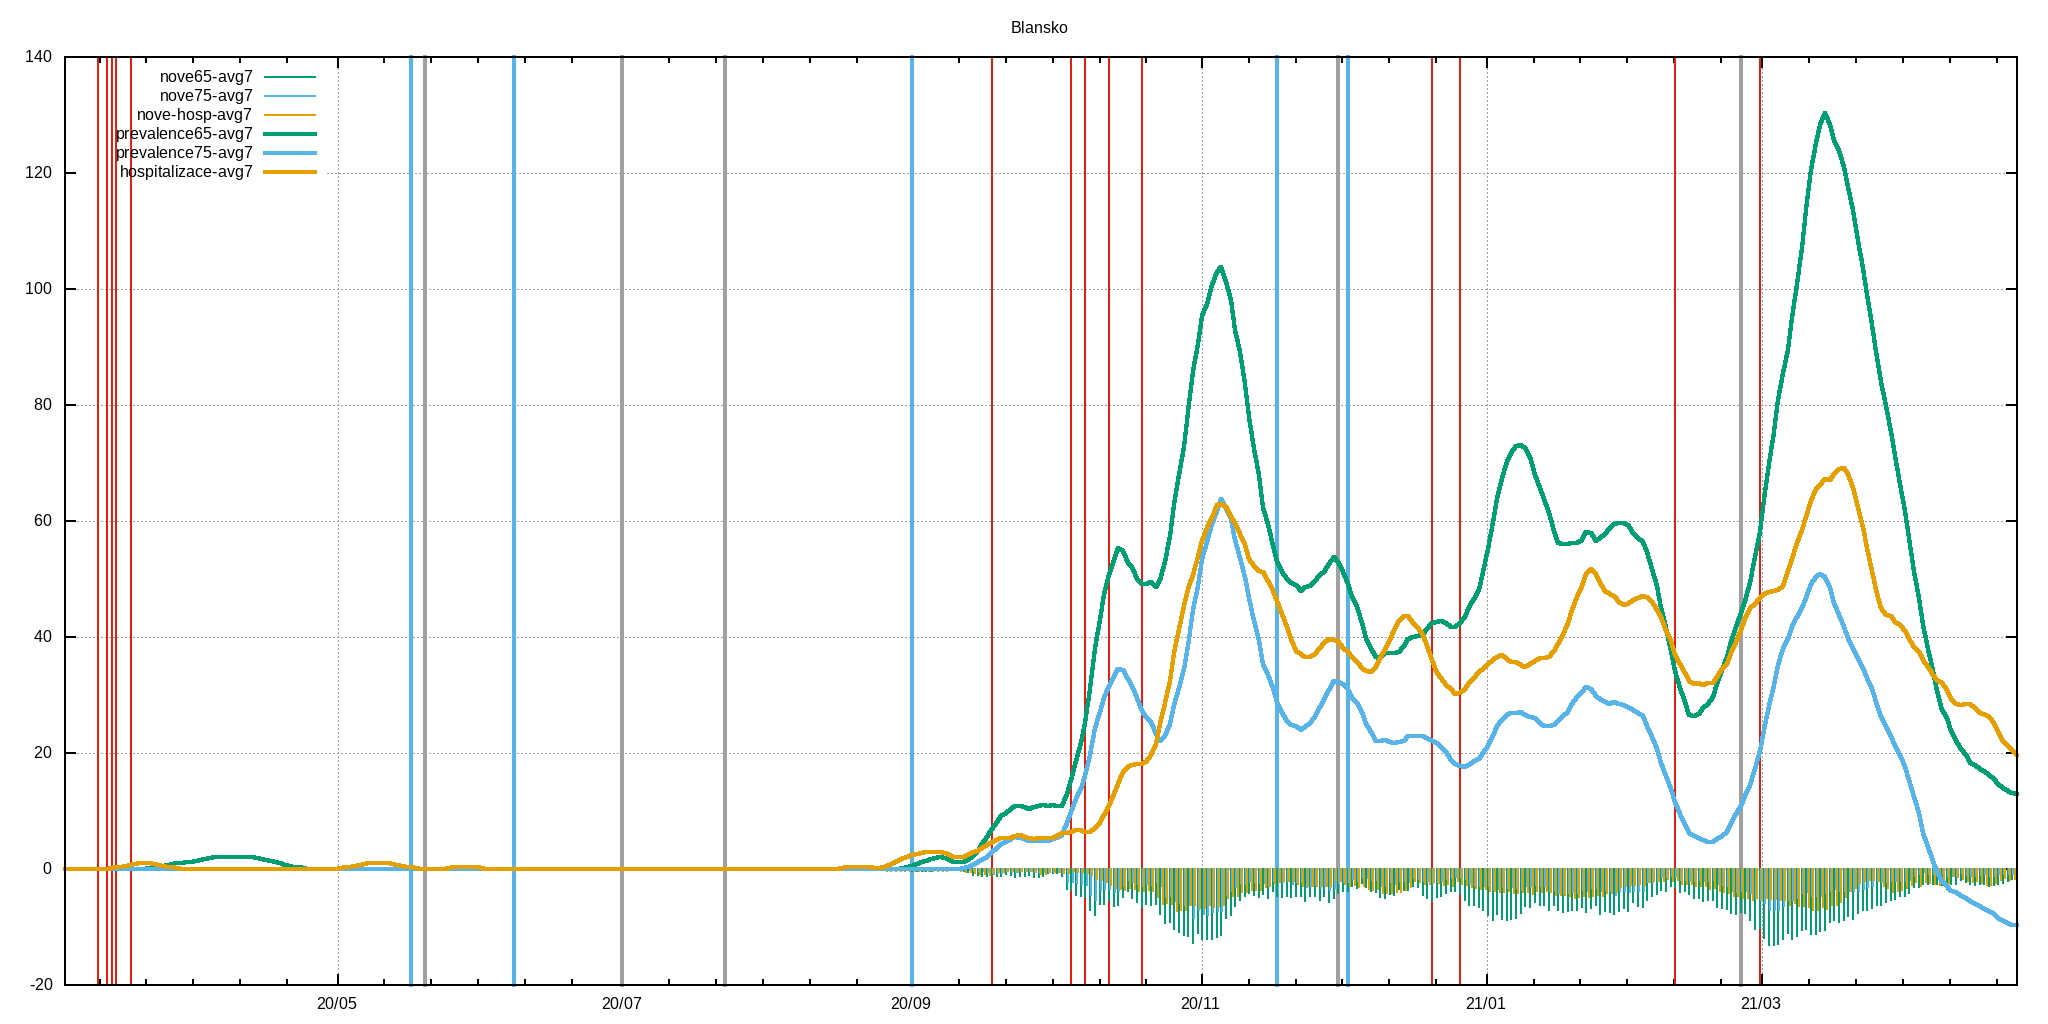 Blansko
140
120
100
80
60
40
20
0
-20
nove65-avg7
nove75-avg7
nove-hosp-avg7
prevalence65-avg7
prevalence75-avg7
hospitalizace-avg7
20/05 20/07 20/09 20/11 21/01 21/03